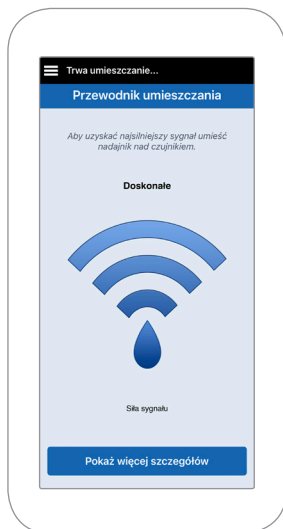 Trwa umieszczanie...
Przewodnik umieszczania
Aby uzyskać najsilniejszy sygnał umieść
nadajnik nad czujnikiem.
Doskonałe
Siła sygnału
Pokaż więcej szczegółów